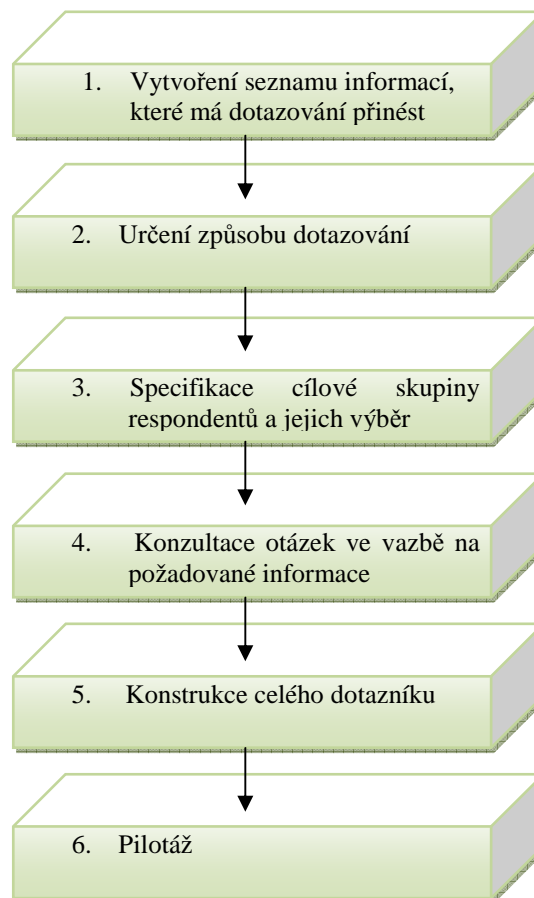 1. Vytvoření seznamu informací,
které má dotazování přinést
2. Určení způsobu dotazování
3. Specifikace cílové skupiny
respondentů a jejich výběr
4. Konzultace otázek ve vazbě na
požadované informace
5. Konstrukce celého dotazníku
6. Pilotáž